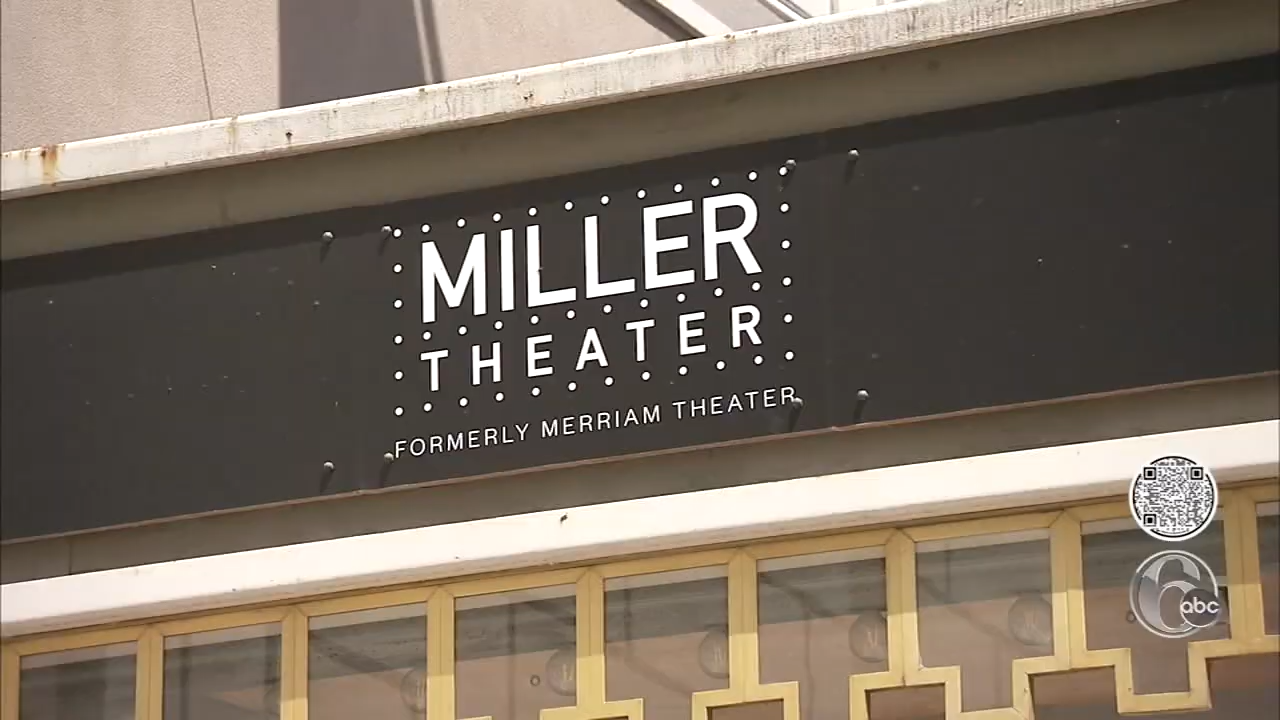 MILLER
THEATER
FORMERLY MERRIAM THEATER
6
abc